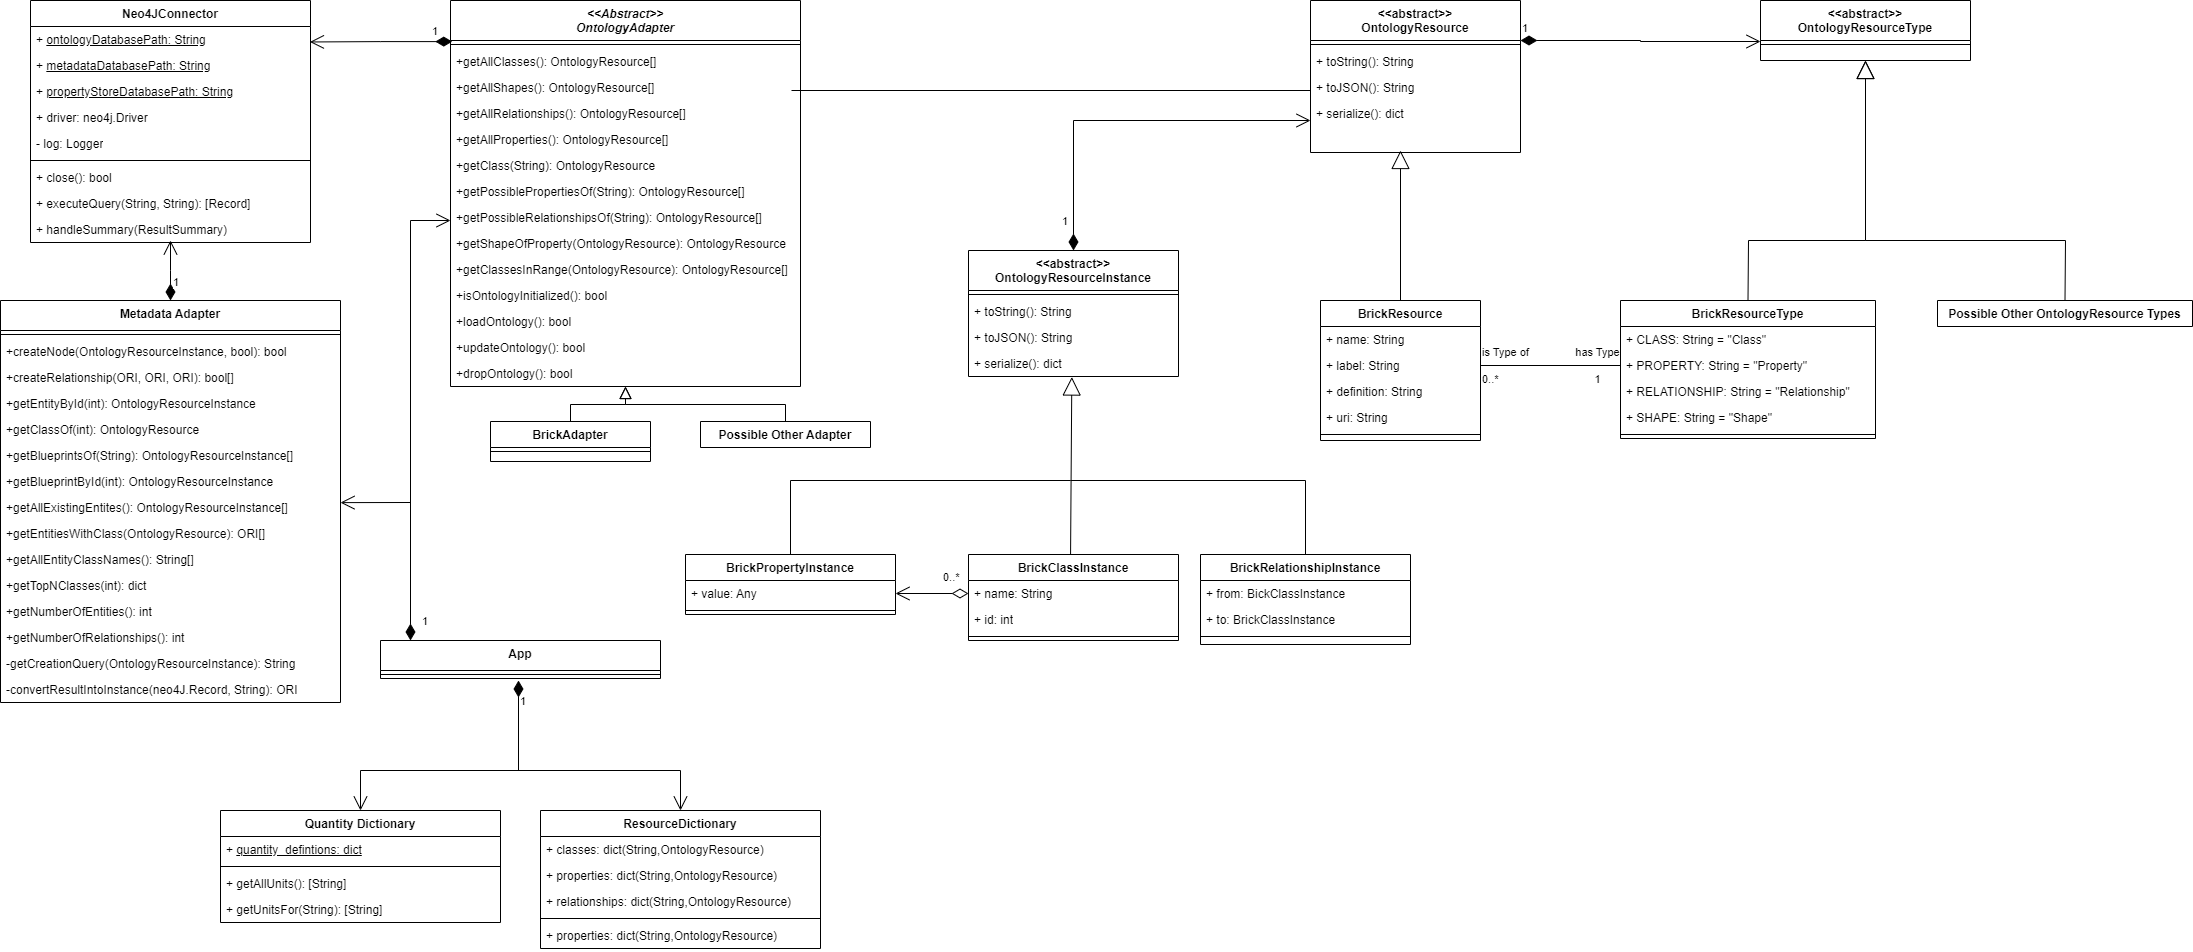 Neo4JConnector
+ ontologyDatabasePath: String
+ metadataDatabasePath: String
+ propertyStoreDatabasePath: String
+ driver: neo4j.Driver
- log: Logger
+ close(): bool
+ executeQuery(String, String): [Record]
+ handleSummary(ResultSummary)
1
<<Abstract>>
OntologyAdapter
+getAllClasses(): OntologyResource[]
+getAllShapes(): OntologyResource[]
+getAllRelationships(): OntologyResource[]
+getAllProperties(): OntologyResource[]
+getClass(String): OntologyResource
+getPossiblePropertiesOf(String): OntologyResource[]
+getPossibleRelationshipsOf(String): OntologyResource[]
+getShapeOfProperty(OntologyResource): OntologyResource
+getClassesInRange(OntologyResource): OntologyResource[]
+isOntologyInitialized(): bool
+loadOntology(): bool
+updateOntology(): bool
+dropOntology(): bool
<<abstract>>
OntologyResource
+ toString(): String
+ toJSON(): String
+ serialize(): dict
1
<<abstract>>
OntologyResourceType
1
Metadata Adapter
+createNode(OntologyResourceInstance, bool): bool
+createRelationship(ORI, ORI, ORI): bool[]
+getEntityById(int): OntologyResourceInstance
+getClassOf(int): OntologyResource
+getBlueprintsOf(String): OntologyResourceInstance[]
+getBlueprintById(int): OntologyResourceInstance
+getAllExistingEntites(): OntologyResourceInstance[]
+getEntitiesWithClass(OntologyResource): ORI[]
+getAllEntityClassNames(): String[]
+getTopNClasses(int): dict
+getNumberOfEntities(): int
+getNumberOfRelationships(): int
-getCreationQuery(OntologyResourceInstance): String
-convertResultIntoInstance(neo4J.Record, String): ORI
BrickAdapter
Possible Other Adapter
1
<<abstract>>
OntologyResourceInstance
+ toString(): String
+ toJSON(): String
+ serialize(): dict
BrickResource
+ name: String
+ label: String
+ definition: String
+ uri: String
is Type of
has Type
0..*
1
BrickResourceType
+ CLASS: String = "Class"
+ PROPERTY: String = "Property"
+ RELATIONSHIP: String = "Relationship"
+ SHAPE: String = "Shape"
Possible Other OntologyResource Types
BrickPropertyInstance
+ value: Any
0..*
BrickClassInstance
+ name: String
+ id: int
BrickRelationshipInstance
+ from: BickClassInstance
+ to: BrickClassInstance
1
App
1
Quantity Dictionary
+ quantity_defintions: dict
+ getAllUnits(): [String]
+ getUnitsFor(String): [String]
ResourceDictionary
+ classes: dict(String,OntologyResource)
+ properties: dict(String,OntologyResource)
+ relationships: dict(String,OntologyResource)
+ properties: dict(String,OntologyResource)